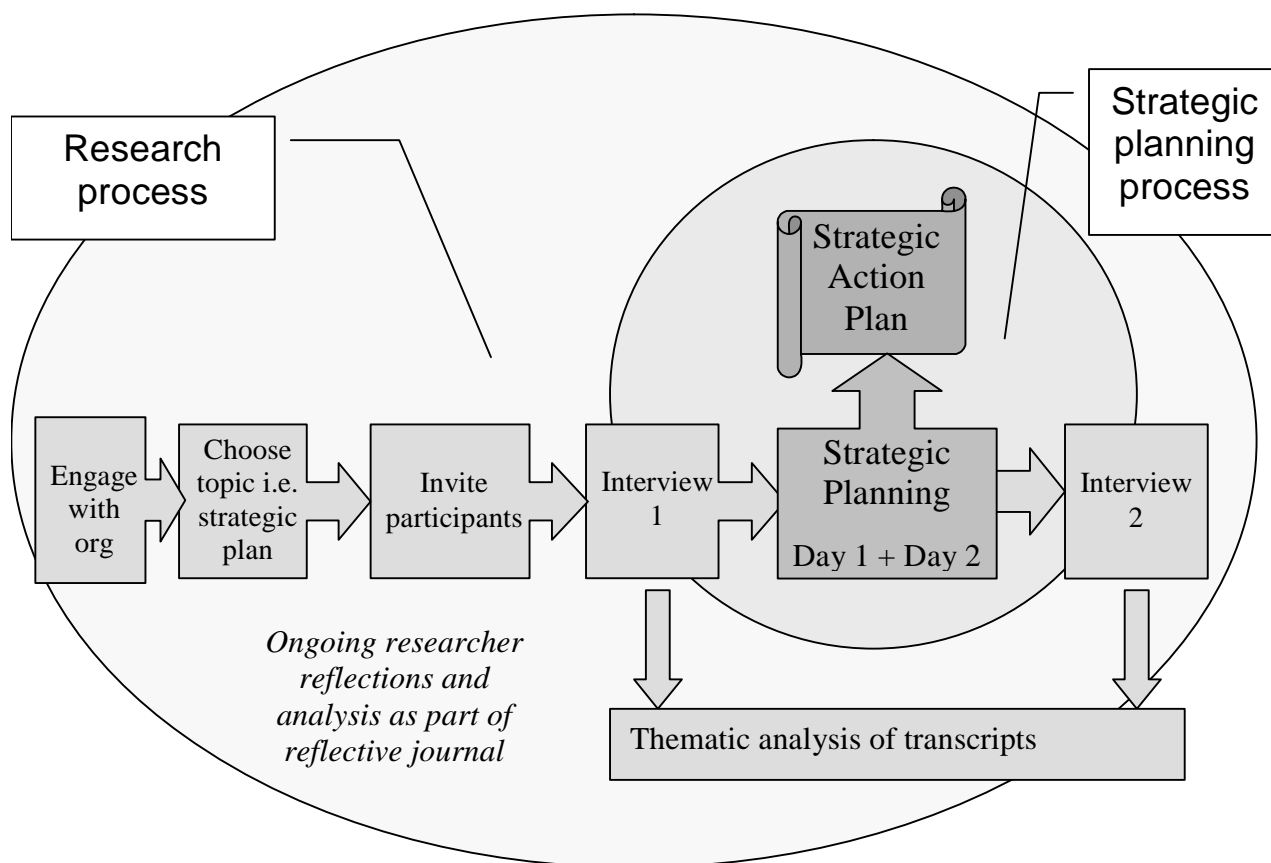 Research
process
Strategic
planning
process
Strategic
Action
Plan
Engage
with
org
Choose
topic i.e.
strategic
plan
Invite
participants
Interview
1
Strategic
Planning
Day 1 + Day 2
Interview
2
Ongoing researcher
reflections and
analysis as part of
reflective journal
Thematic analysis of transcripts